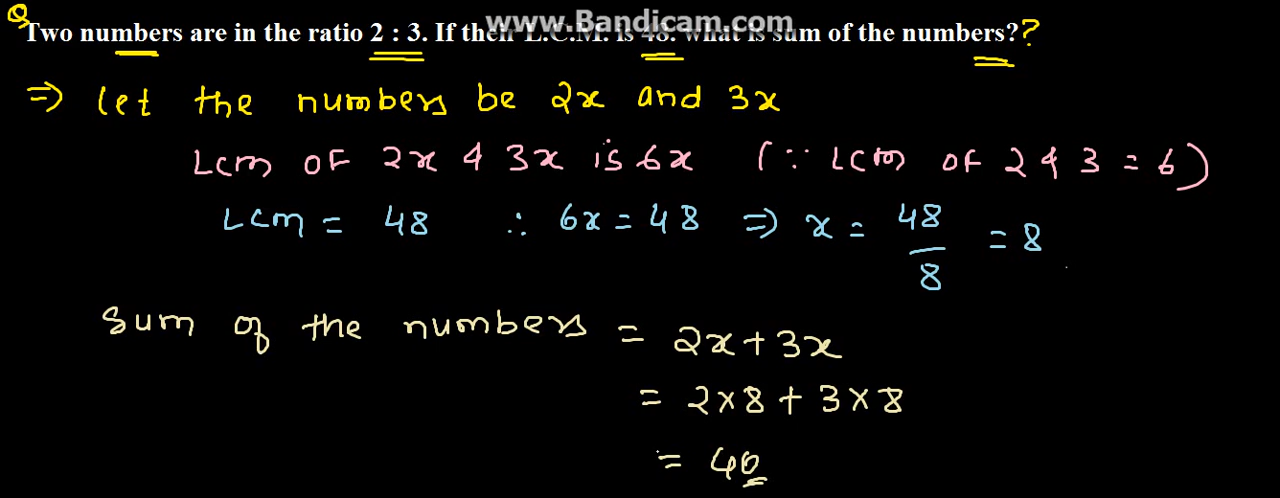 www.Bandicam.com
Q Two numbers are in the ratio 2 : 3. If their L.C.M. is 48. what is sum of the numbers??
⇒ Let the numbers be 2x and 3x
LCM OF 2x & 3x is 6x (∵ LCM OF 2 & 3 = 6)
LCM = 48 ∴ 6x = 48 ⇒ x = 48/8 = 8
Sum of the numbers = 2x + 3x
= 2×8 + 3×8
= 40